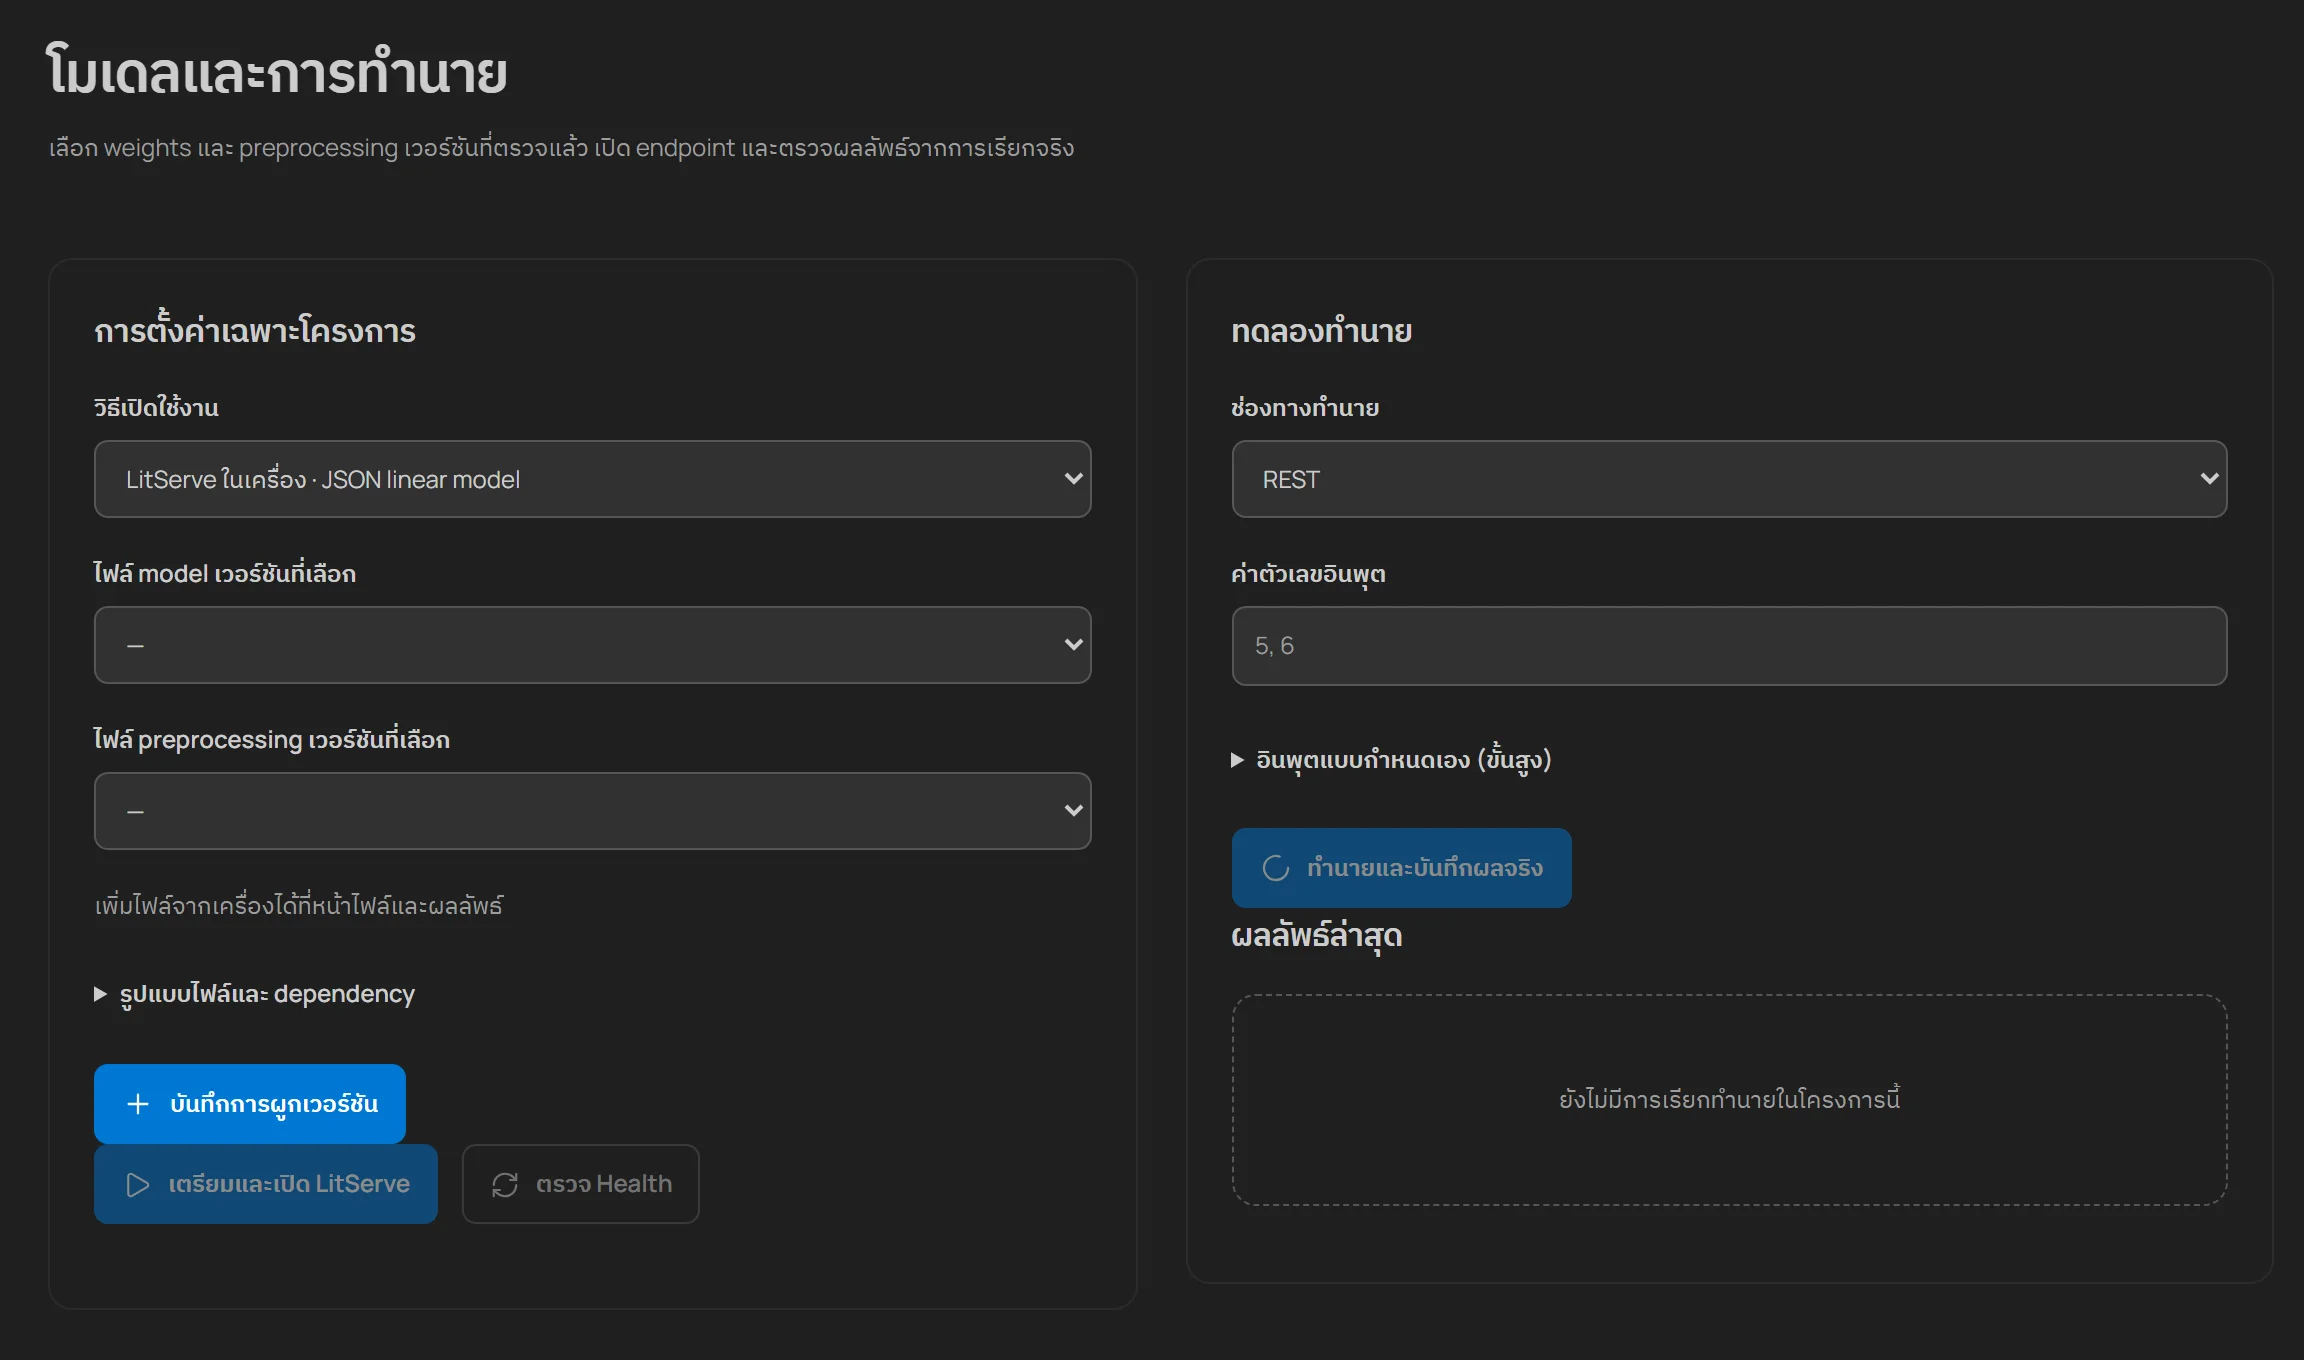 โมเดลและการทำนาย
เลือก weights และ preprocessing เวอร์ชันที่ตรวจแล้ว เปิด endpoint และตรวจผลลัพธ์จากการเรียกจริง
การตั้งค่าเฉพาะโครงการ
วิธีเปิดใช้งาน
LitServe ในเครื่อง · JSON linear model
ไฟล์ model เวอร์ชันที่เลือก
—
ไฟล์ preprocessing เวอร์ชันที่เลือก
—
เพิ่มไฟล์จากเครื่องได้ที่หน้าไฟล์และผลลัพธ์
รูปแบบไฟล์และ dependency
บันทึกการผูกเวอร์ชัน
เตรียมและเปิด LitServe
ตรวจ Health
ทดลองทำนาย
ช่องทางทำนาย
REST
ค่าตัวเลขอินพุต
5, 6
อินพุตแบบกำหนดเอง (ขั้นสูง)
ทำนายและบันทึกผลจริง
ผลลัพธ์ล่าสุด
ยังไม่มีการเรียกทำนายในโครงการนี้